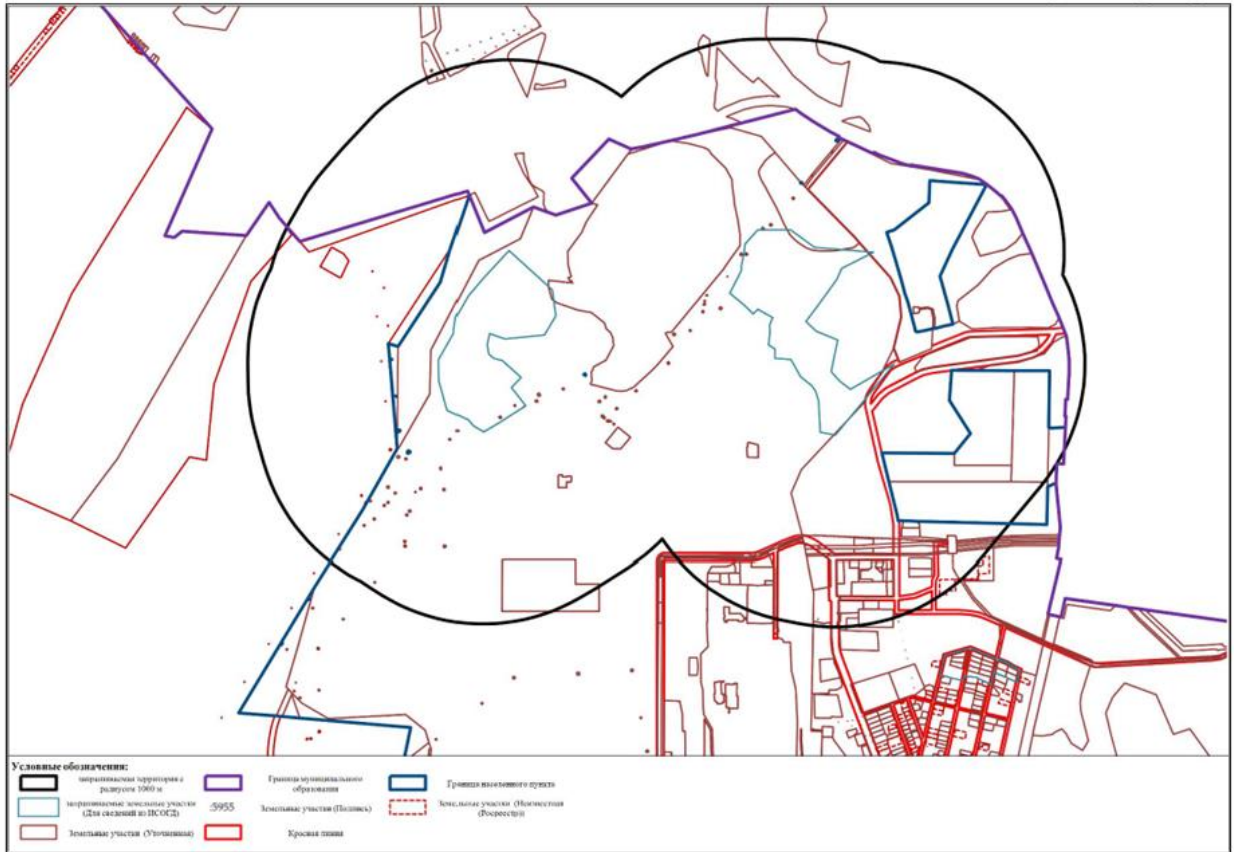 Условные обозначения:
запрашиваемая территория с
радиусом 1000 м
Граница муниципального
образования
Граница населенного пункта
запрашиваемые земельные участки
(Для сведений из ИСОГД)
:5955
Земельные участки (Подпись)
Земельные участки (Неизвестная
(Росреестр))
Земельные участки (Уточненная)
Красная линия